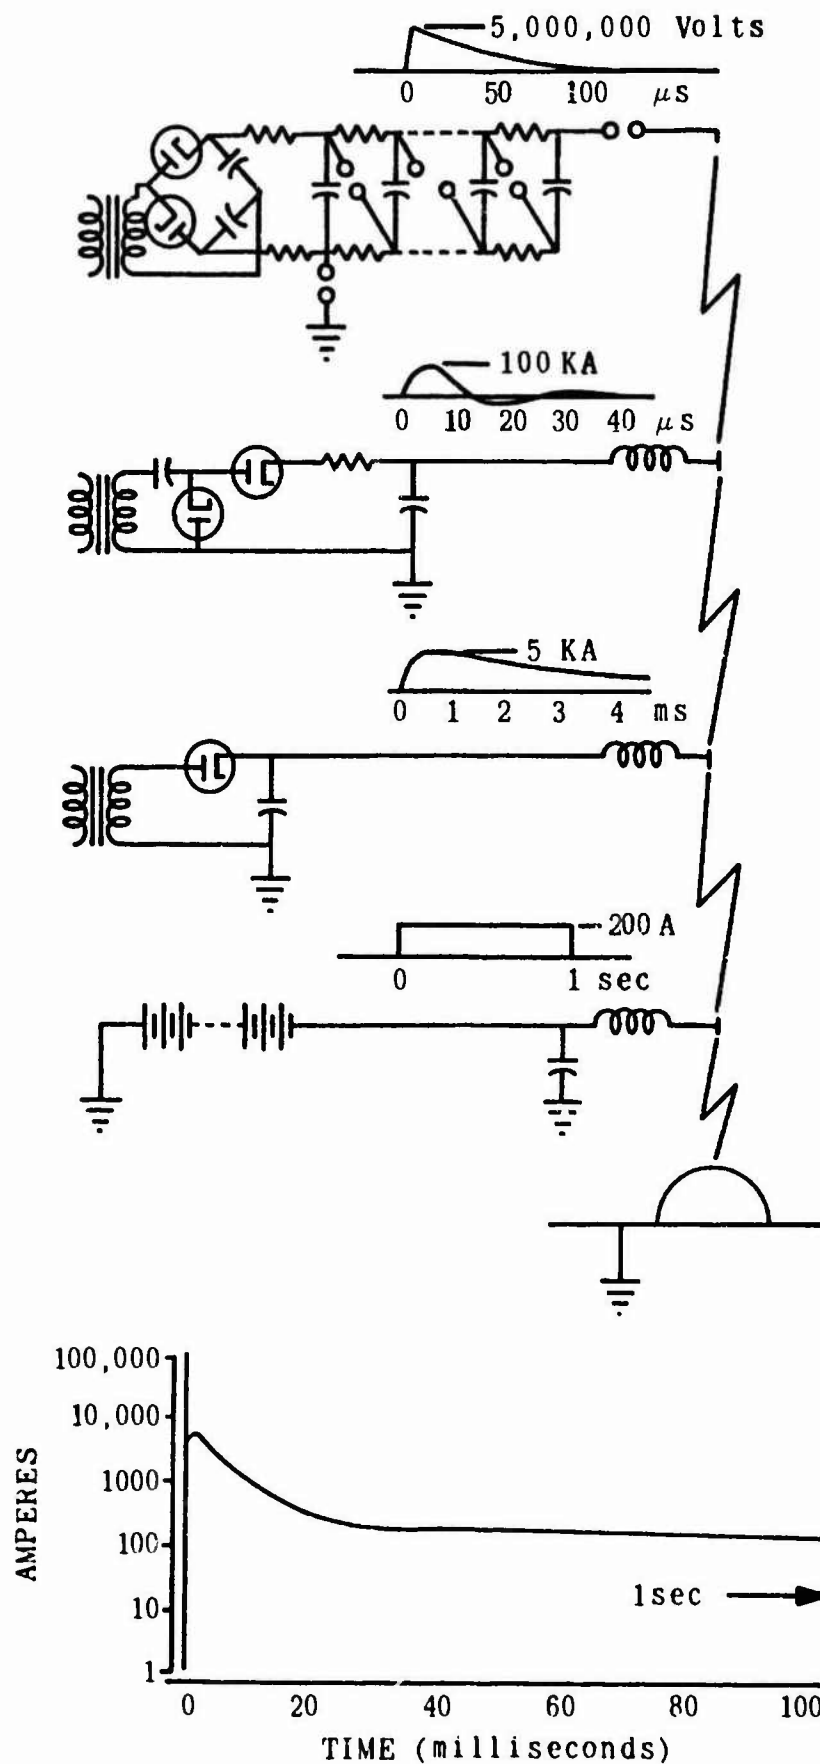 5,000,000 Volts
0 50 100 μs
100 KA
0 10 20 30 40 μs
5 KA
0 1 2 3 4 ms
200 A
0 1 sec
100,000
10,000
1000
100
10
1
AMPERES
1sec
0 20 40 60 80 100
TIME (milliseconds)